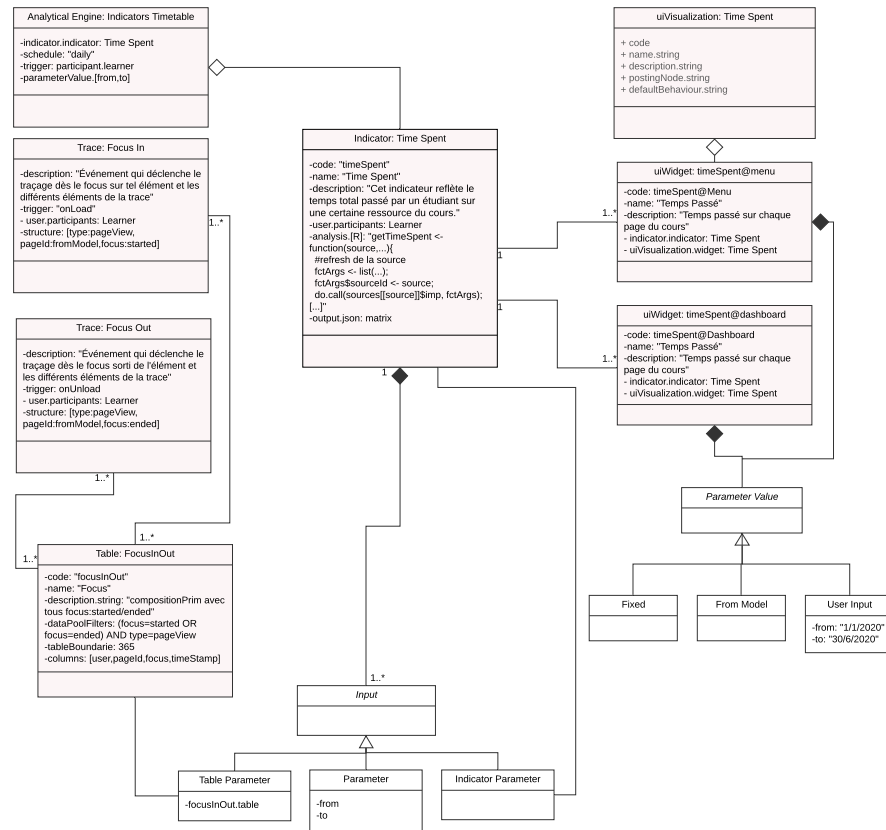 Analytical Engine: Indicators Timetable
-indicator.indicator: Time Spent
-schedule: "daily"
-trigger: participant.learner
-parameterValue.[from,to]
Trace: Focus In
-description: "Événement qui déclenche le
traçage dès le focus sur tel élément et les
différents éléments de la trace"
-trigger: "onLoad"
- user.participants: Learner
-structure: [type:pageView,
pageId:fromModel,focus:started]
1..*
Trace: Focus Out
-description: "Événement qui déclenche le
traçage dès le focus sorti de l'élément et
les différents éléments de la trace"
-trigger: onUnload
- user.participants: Learner
-structure: [type:pageView,
pageId:fromModel,focus:ended]
1..*
1..*
1..*
Table: FocusInOut
-code: "focusInOut"
-name: "Focus"
-description.string: "compositionPrim avec
tous focus:started/ended"
-dataPoolFilters: (focus=started OR
focus=ended) AND type=pageView
-tableBoundarie: 365
-columns: [user,pageId,focus,timeStamp]
Indicator: Time Spent
-code: "timeSpent"
-name: "Time Spent"
-description: "Cet indicateur reflète le
temps total passé par un étudiant sur
une certaine ressource du cours."
-user.participants: Learner
-analysis.[R]: "getTimeSpent <-
function(source,...){
#refresh de la source
fctArgs <- list(...);
fctArgs$sourceId <- source;
do.call(sources[[source]]$imp, fctArgs);
[...]"
-output.json: matrix
1
1
1
1..*
Input
Table Parameter
-focusInOut.table
Parameter
-from
-to
Indicator Parameter
uiVisualization: Time Spent
+ code
+ name.string
+ description.string
+ postingNode.string
+ defaultBehaviour.string
1..*
uiWidget: timeSpent@menu
-code: timeSpent@Menu
-name: "Temps Passé"
-description: "Temps passé sur chaque
page du cours"
- indicator.indicator: Time Spent
- uiVisualization.widget: Time Spent
1..*
uiWidget: timeSpent@dashboard
-code: timeSpent@Dashboard
-name: "Temps Passé"
-description: "Temps passé sur chaque
page du cours"
- indicator.indicator: Time Spent
- uiVisualization.widget: Time Spent
Parameter Value
Fixed
From Model
User Input
-from: "1/1/2020"
-to: "30/6/2020"